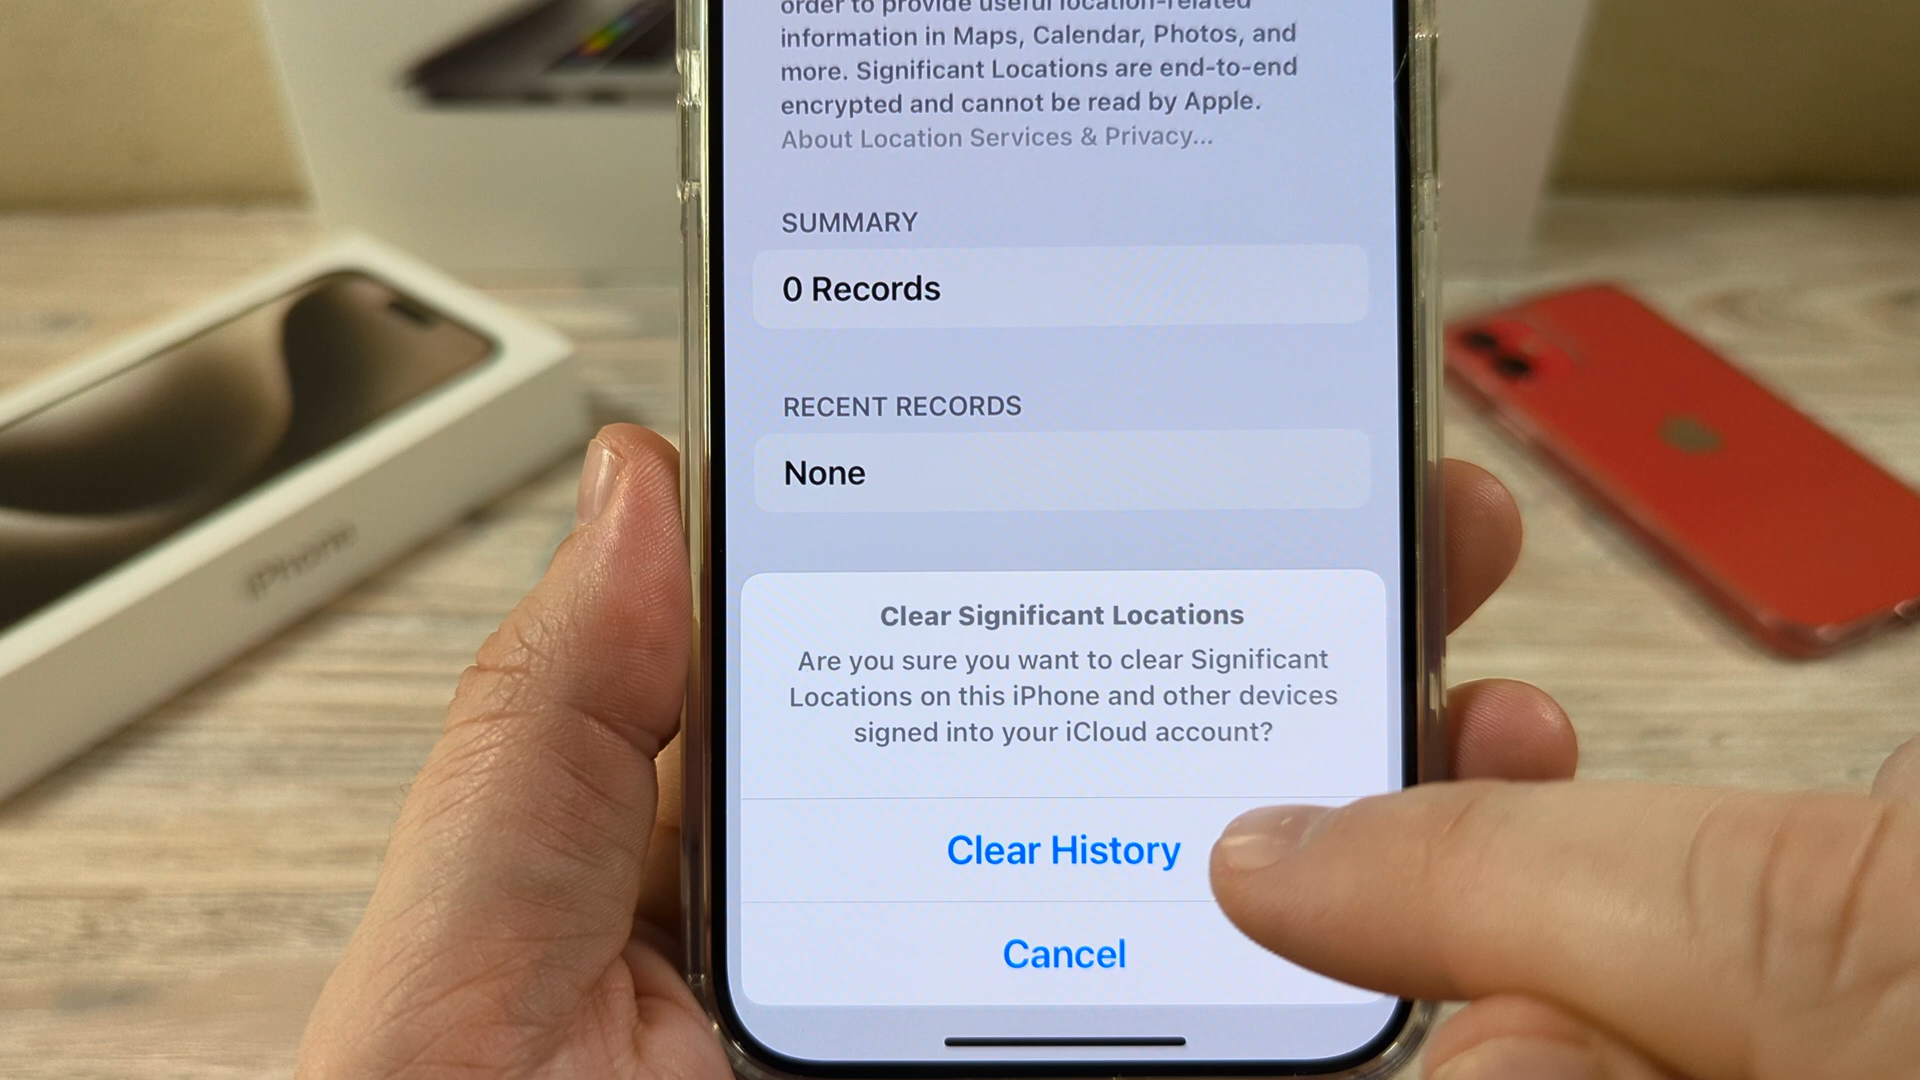 order to provide useful location-related
information in Maps, Calendar, Photos, and
more. Significant Locations are end-to-end
encrypted and cannot be read by Apple.
About Location Services & Privacy...
SUMMARY
0 Records
RECENT RECORDS
None
Clear Significant Locations
Are you sure you want to clear Significant
Locations on this iPhone and other devices
signed into your iCloud account?
Clear History
Cancel
iPhone